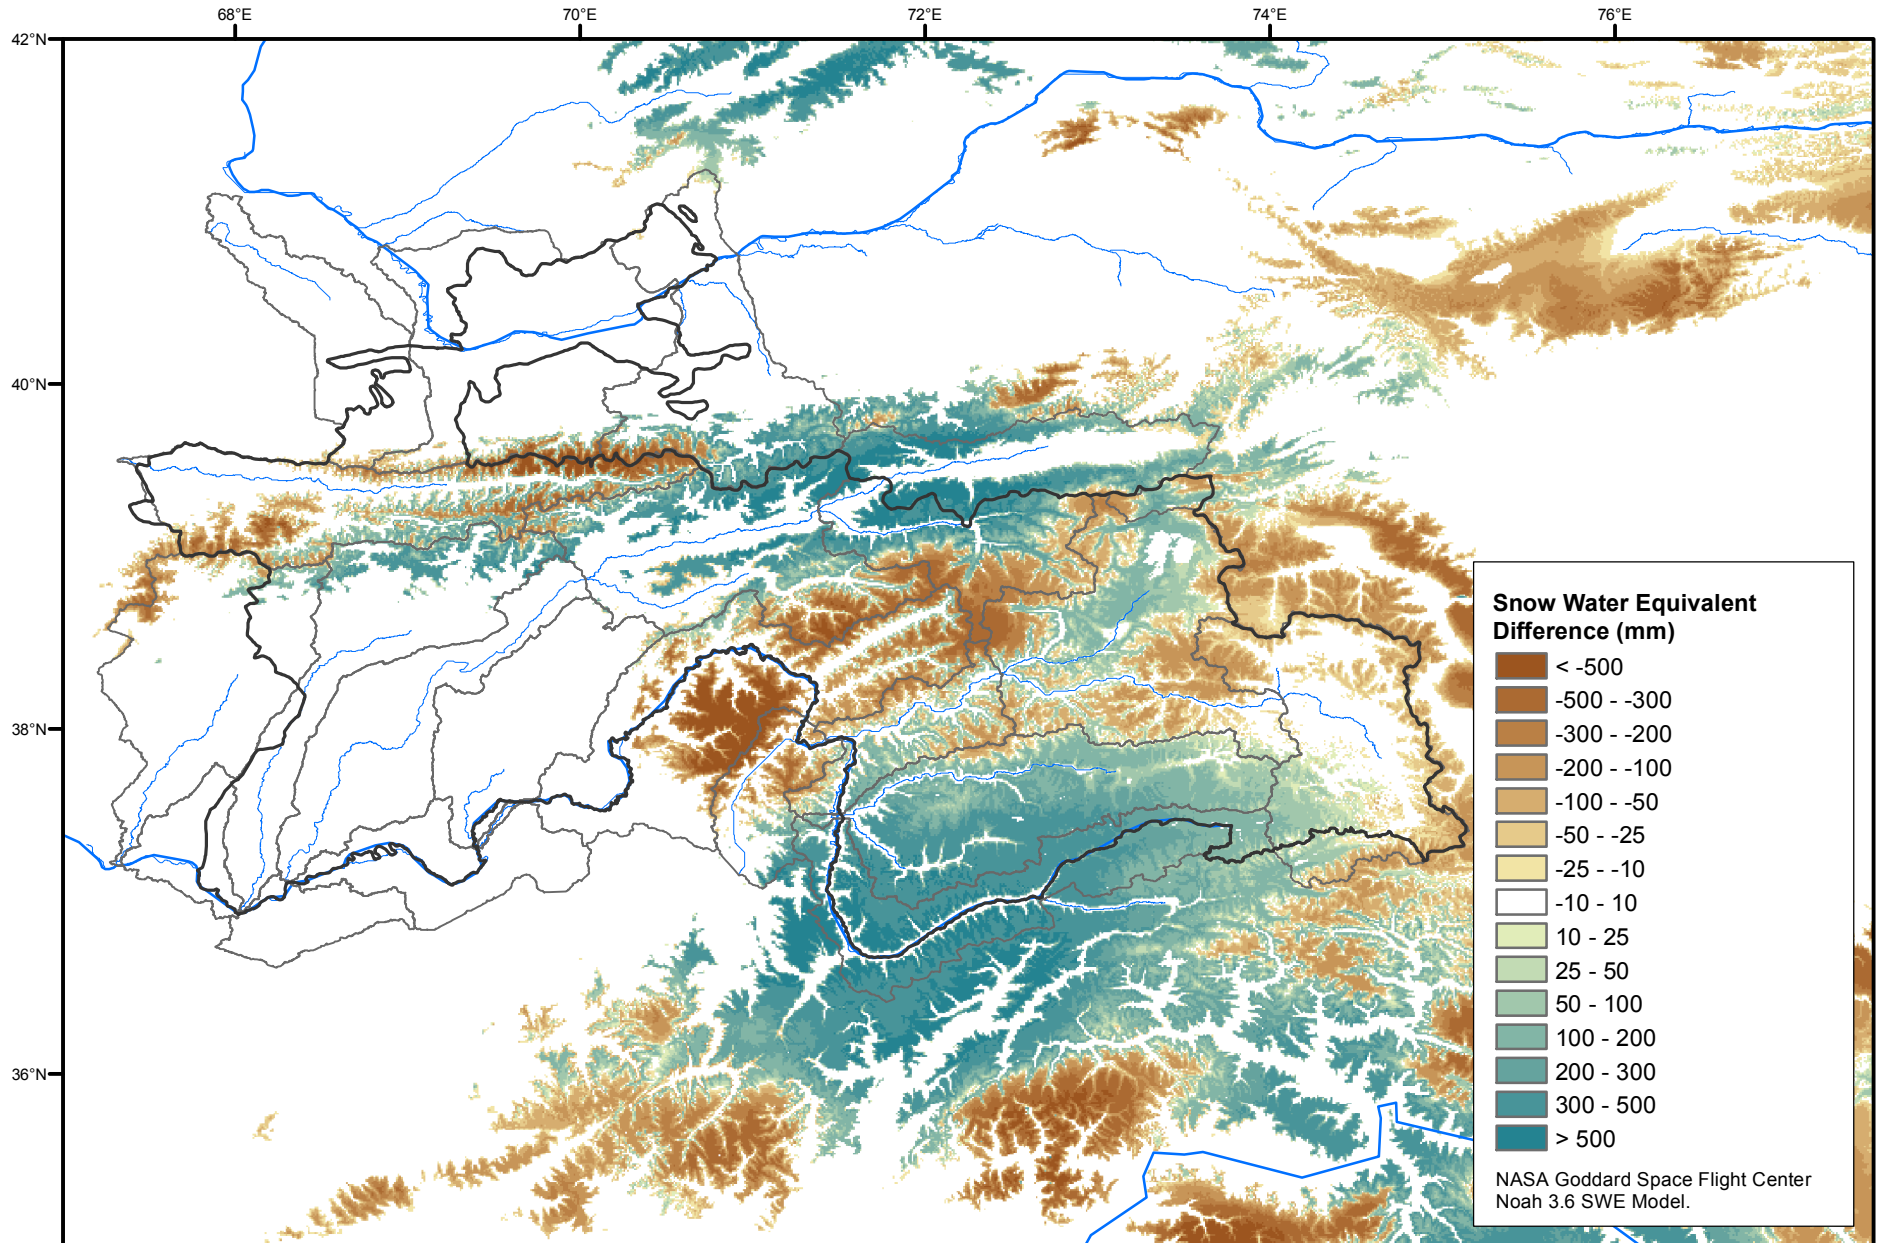 68°E 70°E 72°E 74°E 76°E
42°N
40°N
38°N
36°N
Snow Water Equivalent
Difference (mm)
< -500
-500 - -300
-300 - -200
-200 - -100
-100 - -50
-50 - -25
-25 - -10
-10 - 10
10 - 25
25 - 50
50 - 100
100 - 200
200 - 300
300 - 500
> 500
NASA Goddard Space Flight Center
Noah 3.6 SWE Model.